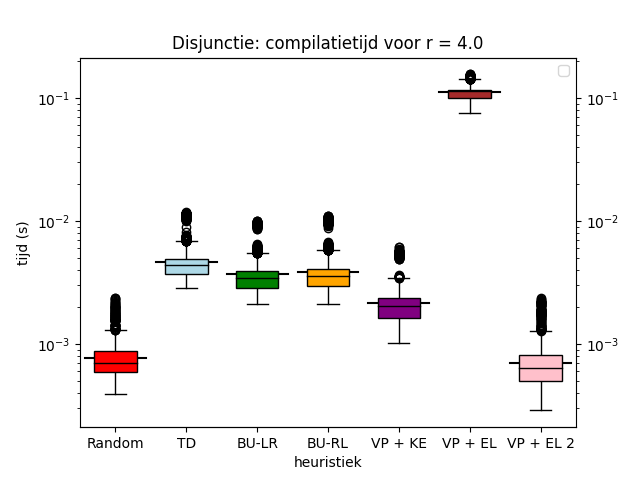 Disjunctie: compilatietijd voor r = 4.0
tijd (s)
10⁻¹ 10⁻¹
10⁻² 10⁻²
10⁻³ 10⁻³
Random TD BU-LR BU-RL VP + KE VP + EL VP + EL 2
heuristiek